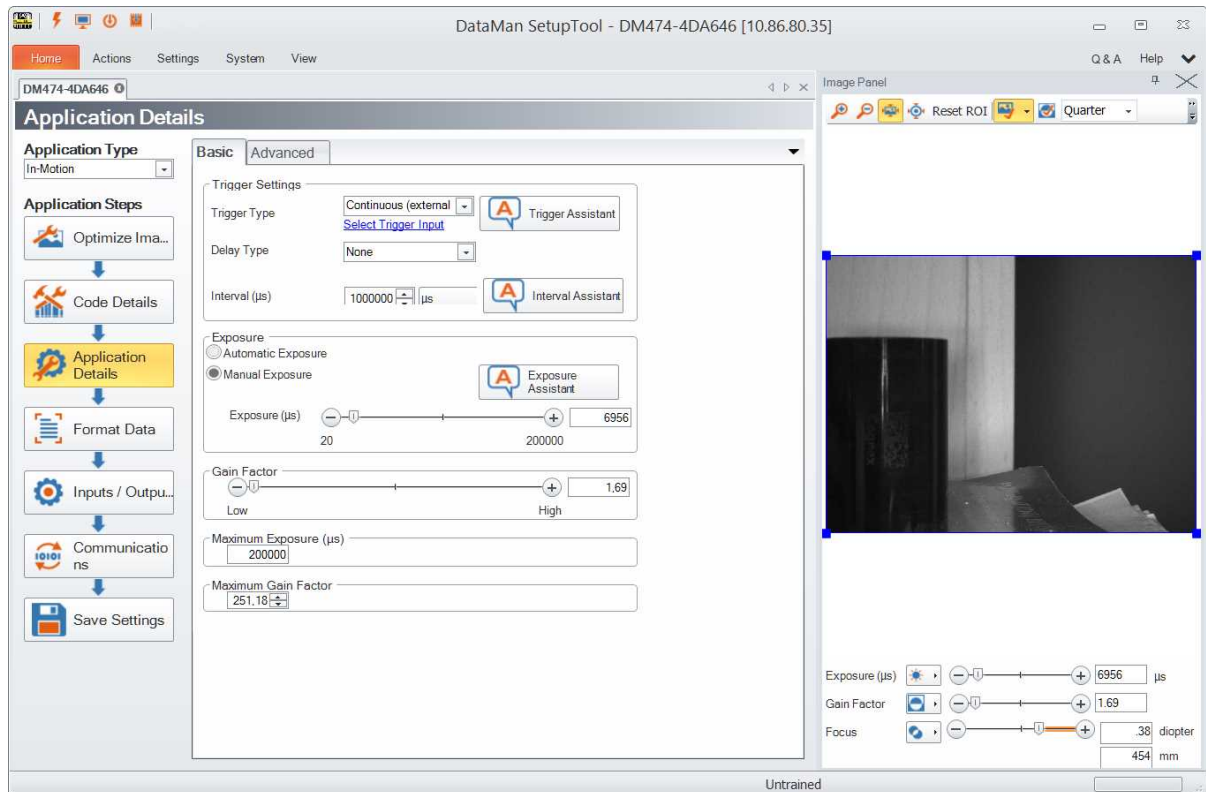 DataMan SetupTool - DM474-4DA646 [10.86.80.35]
Home Actions Settings System View Q & A Help
DM474-4DA646
Application Details
Application Type
In-Motion
Application Steps
Optimize Ima...
Code Details
Application
Details
Format Data
Inputs / Outpu...
Communicatio
ns
Save Settings
Basic Advanced
Trigger Settings
Trigger Type Continuous (external
Select Trigger Input
A Trigger Assistant
Delay Type None
Interval (µs) 1000000 µs
A Interval Assistant
Exposure
Automatic Exposure
Manual Exposure
A Exposure
Assistant
Exposure (µs) 6956
20 200000
Gain Factor
1,69
Low High
Maximum Exposure (µs)
200000
Maximum Gain Factor
251,18
Image Panel
Reset ROI Quarter
Exposure (µs) 6956 µs
Gain Factor 1.69
Focus .38 diopter
454 mm
Untrained